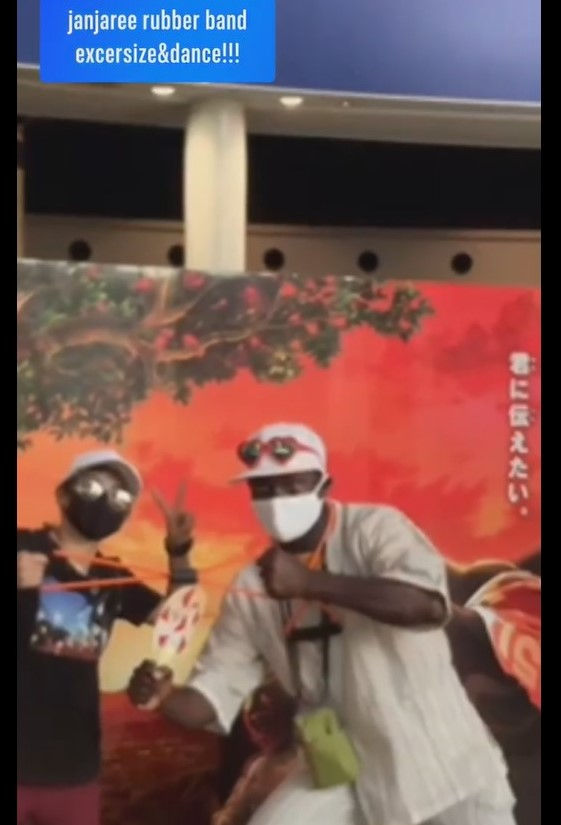 janjaree rubber band
excersize&dance!!!
君に伝えたい。